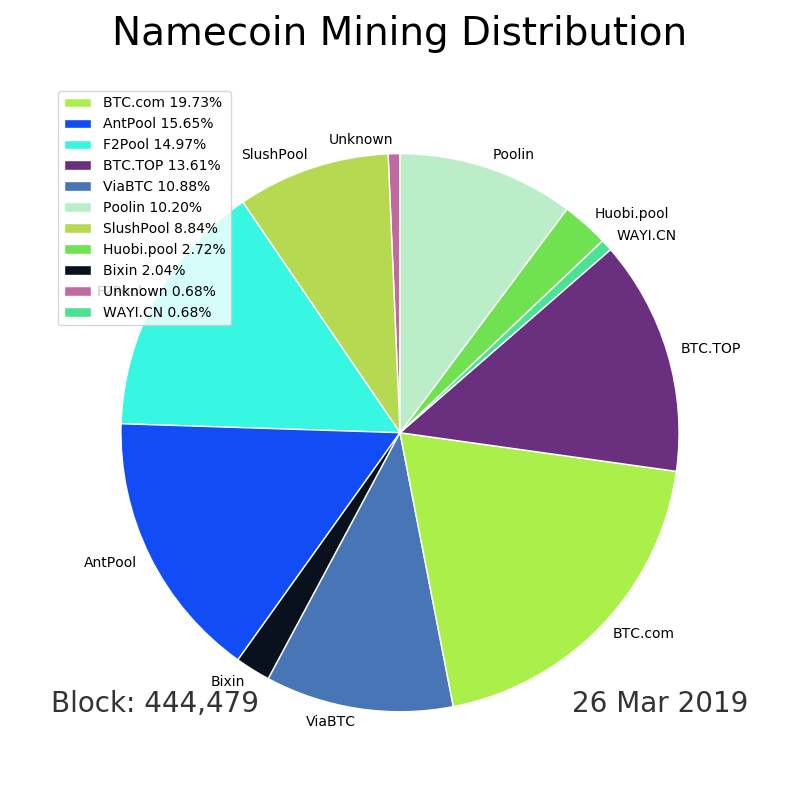 Namecoin Mining Distribution
BTC.com 19.73%
AntPool 15.65%
F2Pool 14.97%
BTC.TOP 13.61%
ViaBTC 10.88%
Poolin 10.20%
SlushPool 8.84%
Huobi.pool 2.72%
Bixin 2.04%
Unknown 0.68%
WAYI.CN 0.68%
Unknown
SlushPool
Poolin
Huobi.pool
WAYI.CN
BTC.TOP
AntPool
BTC.com
Bixin
ViaBTC
Block: 444,479
26 Mar 2019